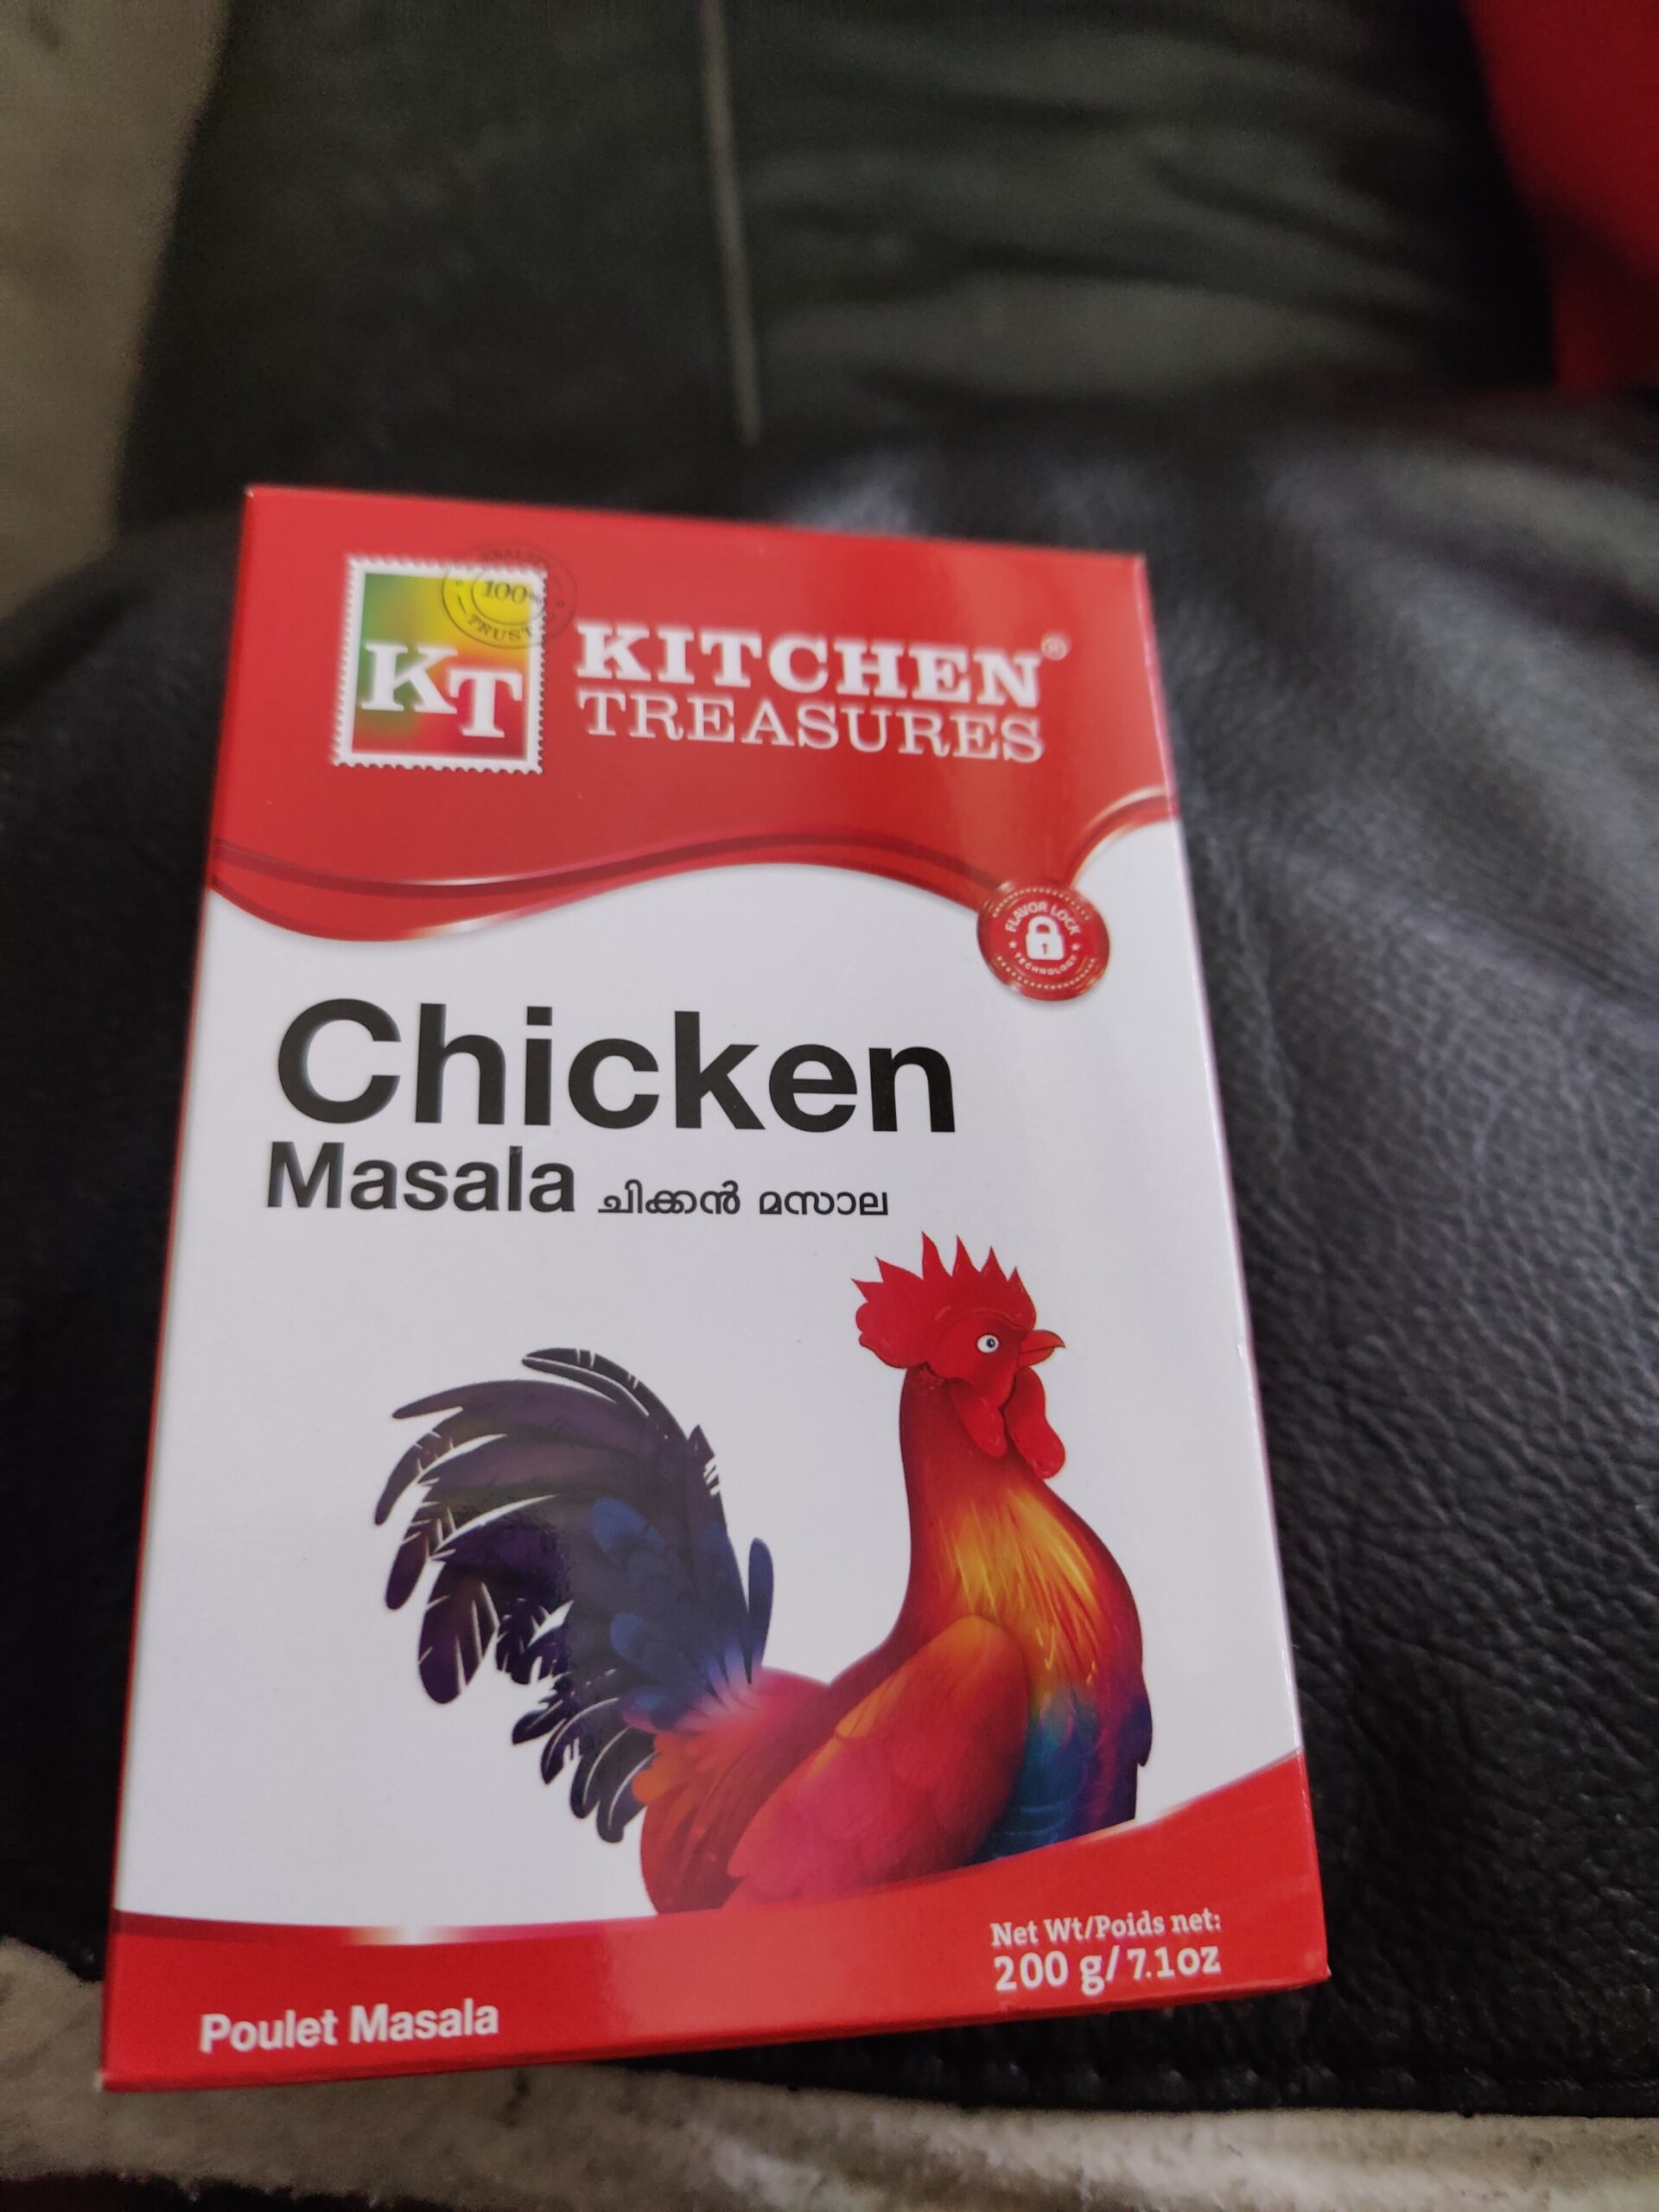 100%
TRUST
KT
KITCHEN®
TREASURES
FLAVOR LOCK
TECHNOLOGY
Chicken
Masala ചിക്കൻ മസാല
Net Wt/Poids net:
200 g/ 7.1oz
Poulet Masala